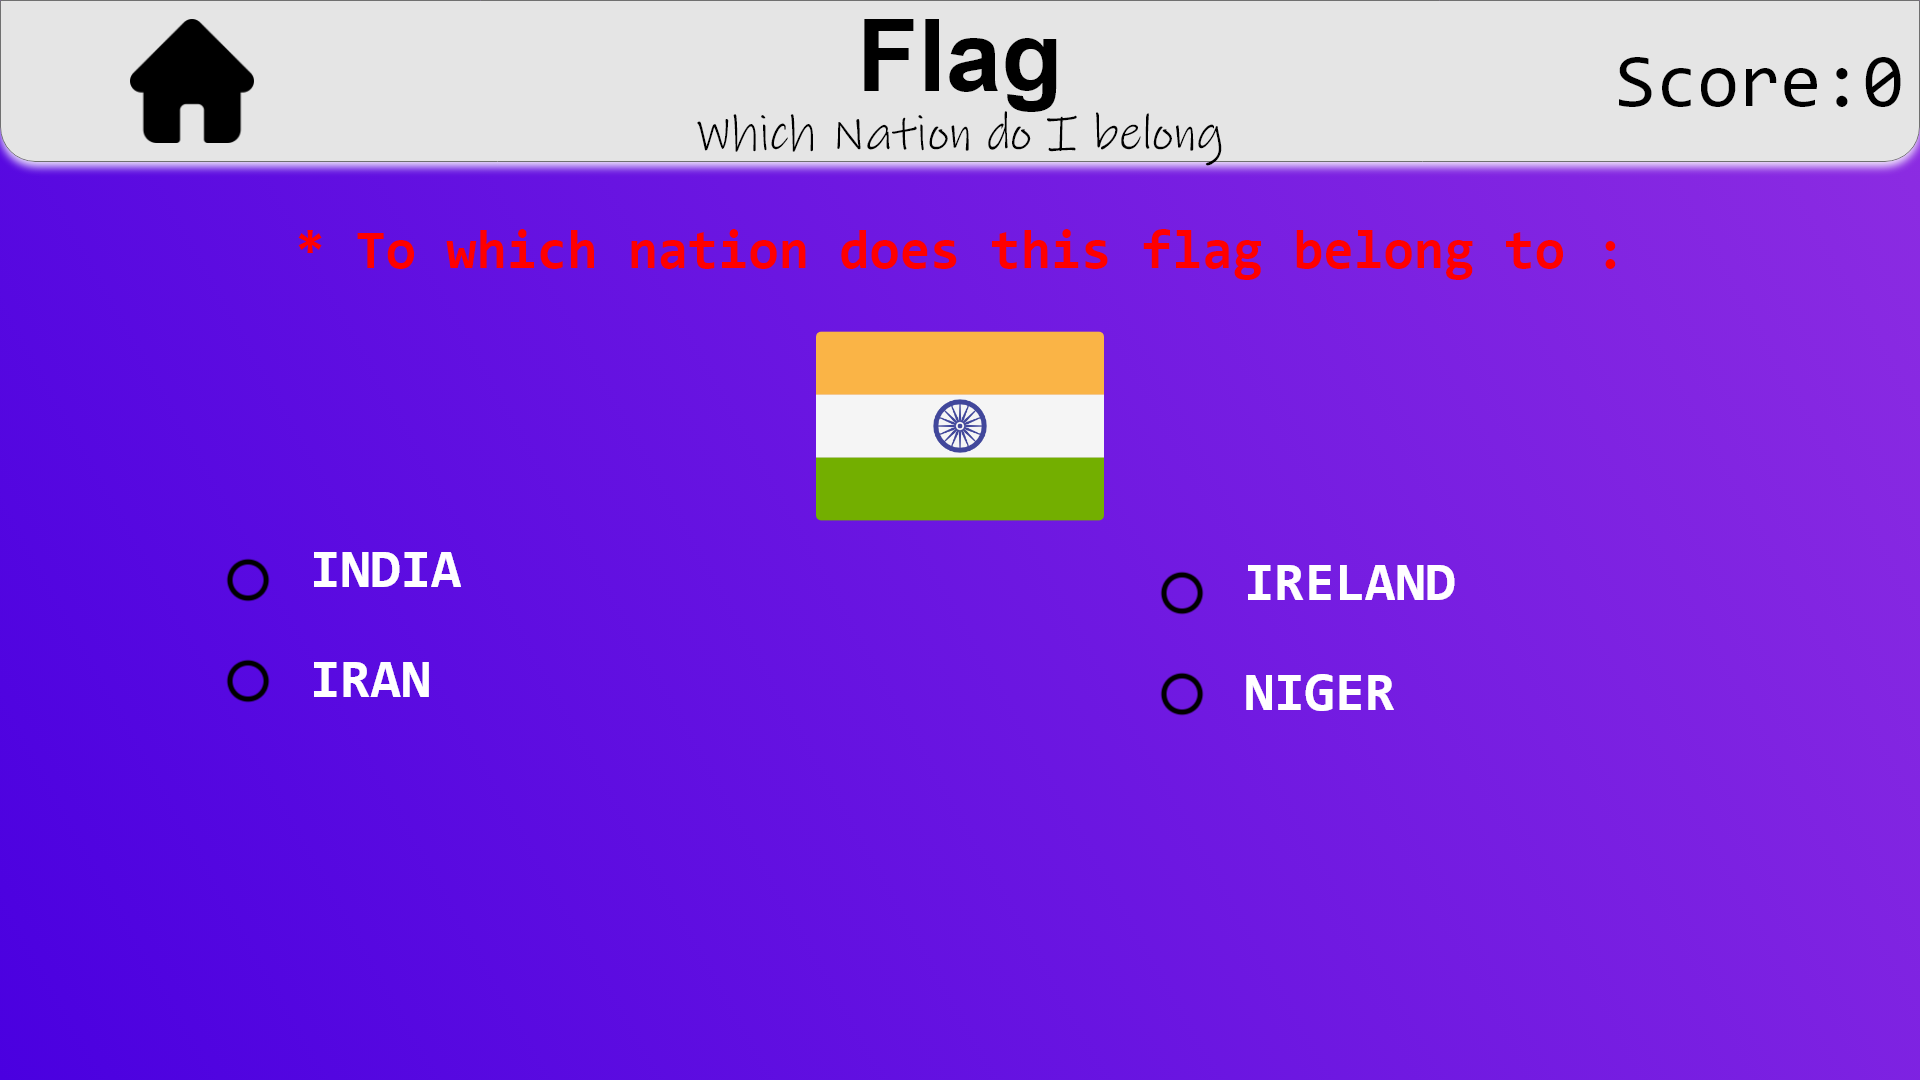 Flag
Which Nation do I belong
Score:0
* To which nation does this flag belong to :
INDIA
IRELAND
IRAN
NIGER